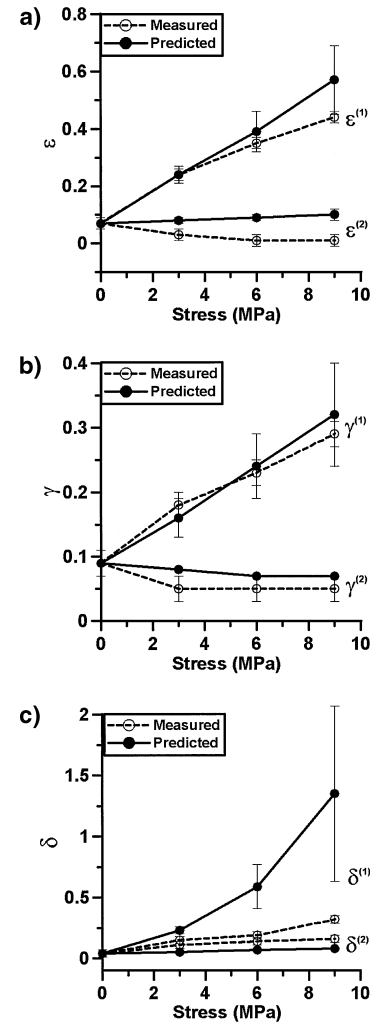 a)
0.8
0.6
0.4
0.2
0
ε
Measured
Predicted
ε(1)
ε(2)
0 2 4 6 8 10
Stress (MPa)
b)
0.4
0.3
0.2
0.1
0
γ
Measured
Predicted
γ(1)
γ(2)
0 2 4 6 8 10
Stress (MPa)
c)
2
1.5
1
0.5
0
δ
Measured
Predicted
δ(1)
δ(2)
0 2 4 6 8 10
Stress (MPa)